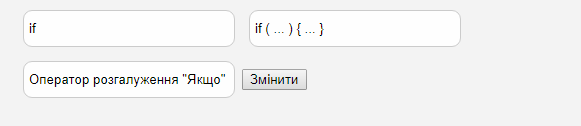 if if ( ... ) { ... }
Оператор розгалуження "Якщо" Змінити